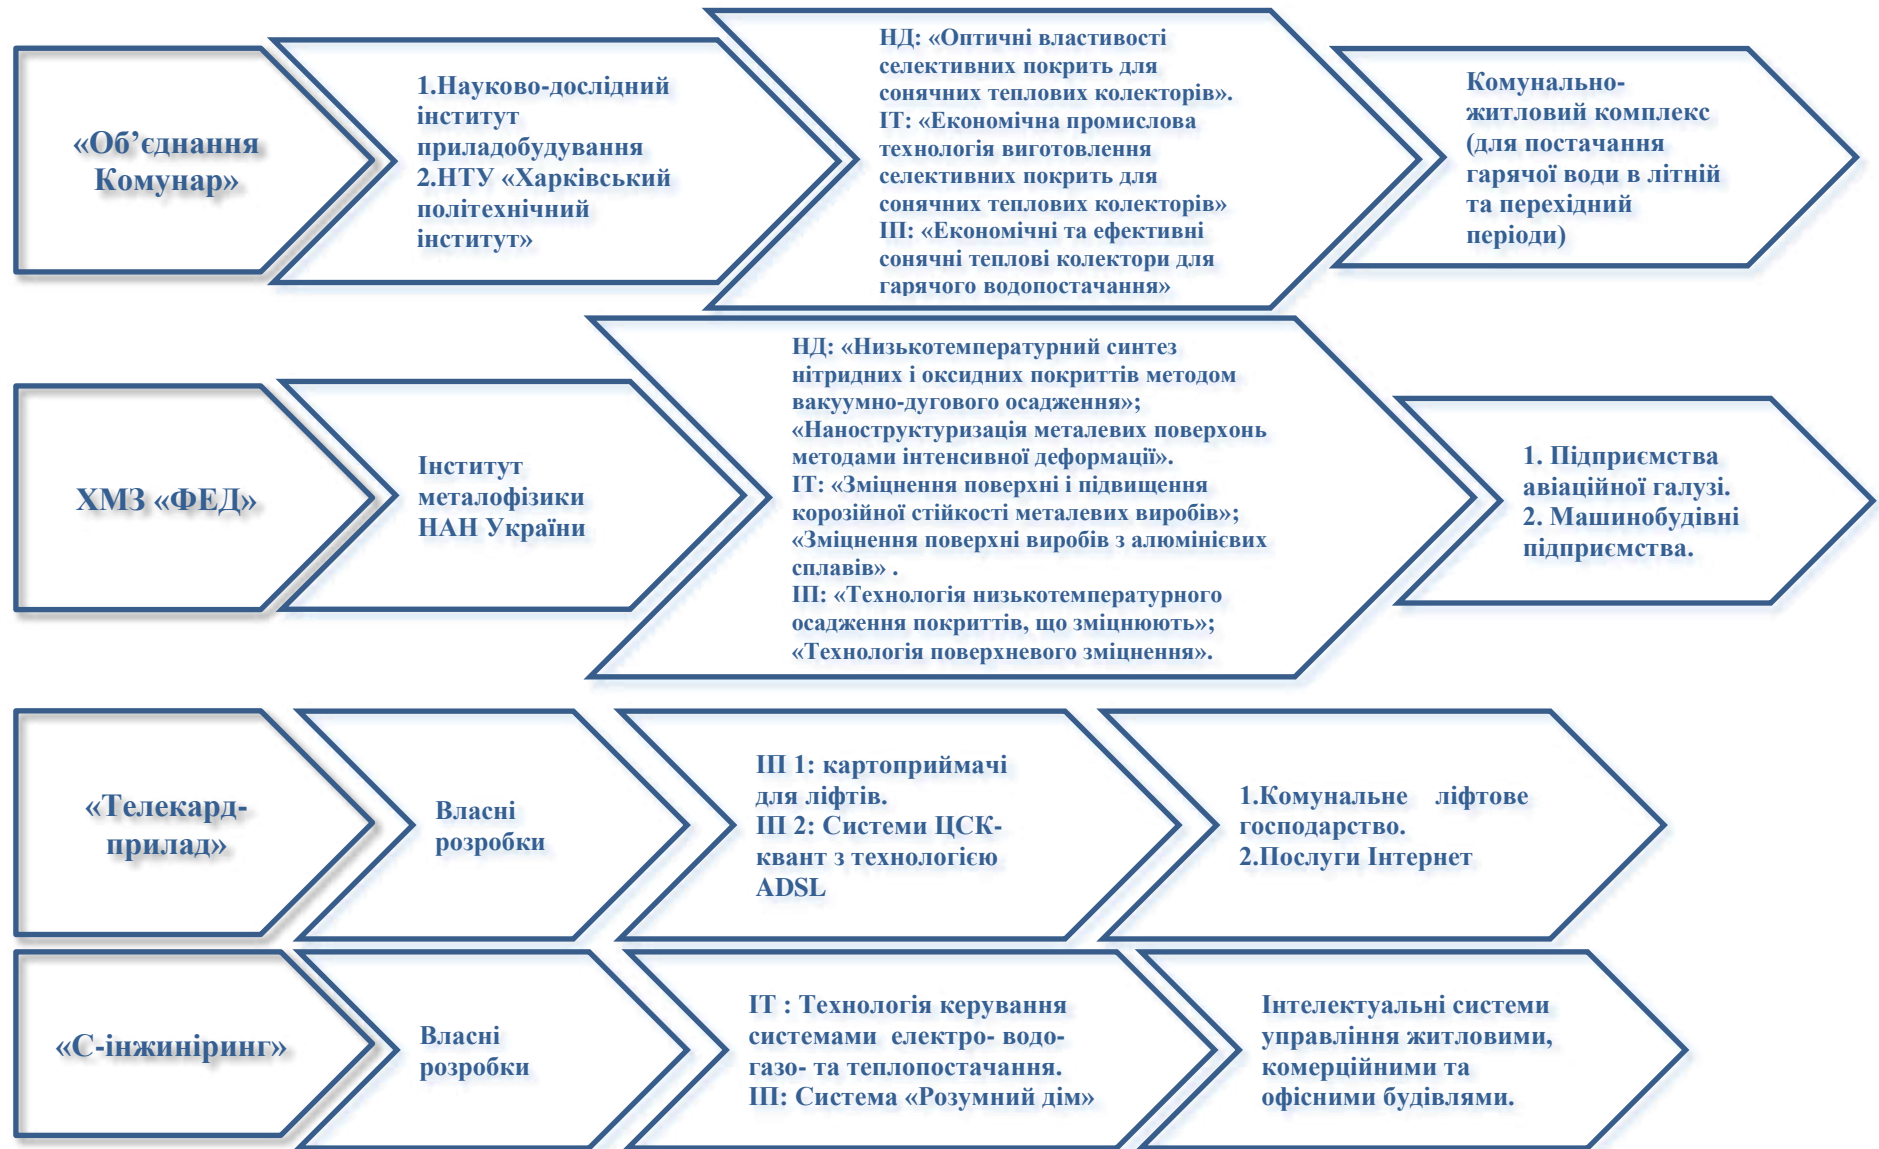 «Об’єднання
Комунар»
1.Науково-дослідний
інститут
приладобудування
2.НТУ «Харківський
політехнічний
інститут»
НД: «Оптичні властивості
селективних покрить для
сонячних теплових колекторів».
ІТ: «Економічна промислова
технологія виготовлення
селективних покрить для
сонячних теплових колекторів»
ІП: «Економічні та ефективні
сонячні теплові колектори для
гарячого водопостачання»
Комунально-
житловий комплекс
(для постачання
гарячої води в літній
та перехідний
періоди)
ХМЗ «ФЕД»
Інститут
металофізики
НАН України
НД: «Низькотемпературний синтез
нітридних і оксидних покриттів методом
вакуумно-дугового осадження»;
«Наноструктуризація металевих поверхонь
методами інтенсивної деформації».
ІТ: «Зміцнення поверхні і підвищення
корозійної стійкості металевих виробів»;
«Зміцнення поверхні виробів з алюмінієвих
сплавів» .
ІП: «Технологія низькотемпературного
осадження покриттів, що зміцнюють»;
«Технологія поверхневого зміцнення».
1. Підприємства
авіаційної галузі.
2. Машинобудівні
підприємства.
«Телекард-
прилад»
Власні
розробки
ІП 1: картоприймачі
для ліфтів.
ІП 2: Системи ЦСК-
квант з технологією
ADSL
1.Комунальне ліфтове
господарство.
2.Послуги Інтернет
«С-інжиніринг»
Власні
розробки
ІТ : Технологія керування
системами електро- водо-
газо- та теплопостачання.
ІП: Система «Розумний дім»
Інтелектуальні системи
управління житловими,
комерційними та
офісними будівлями.